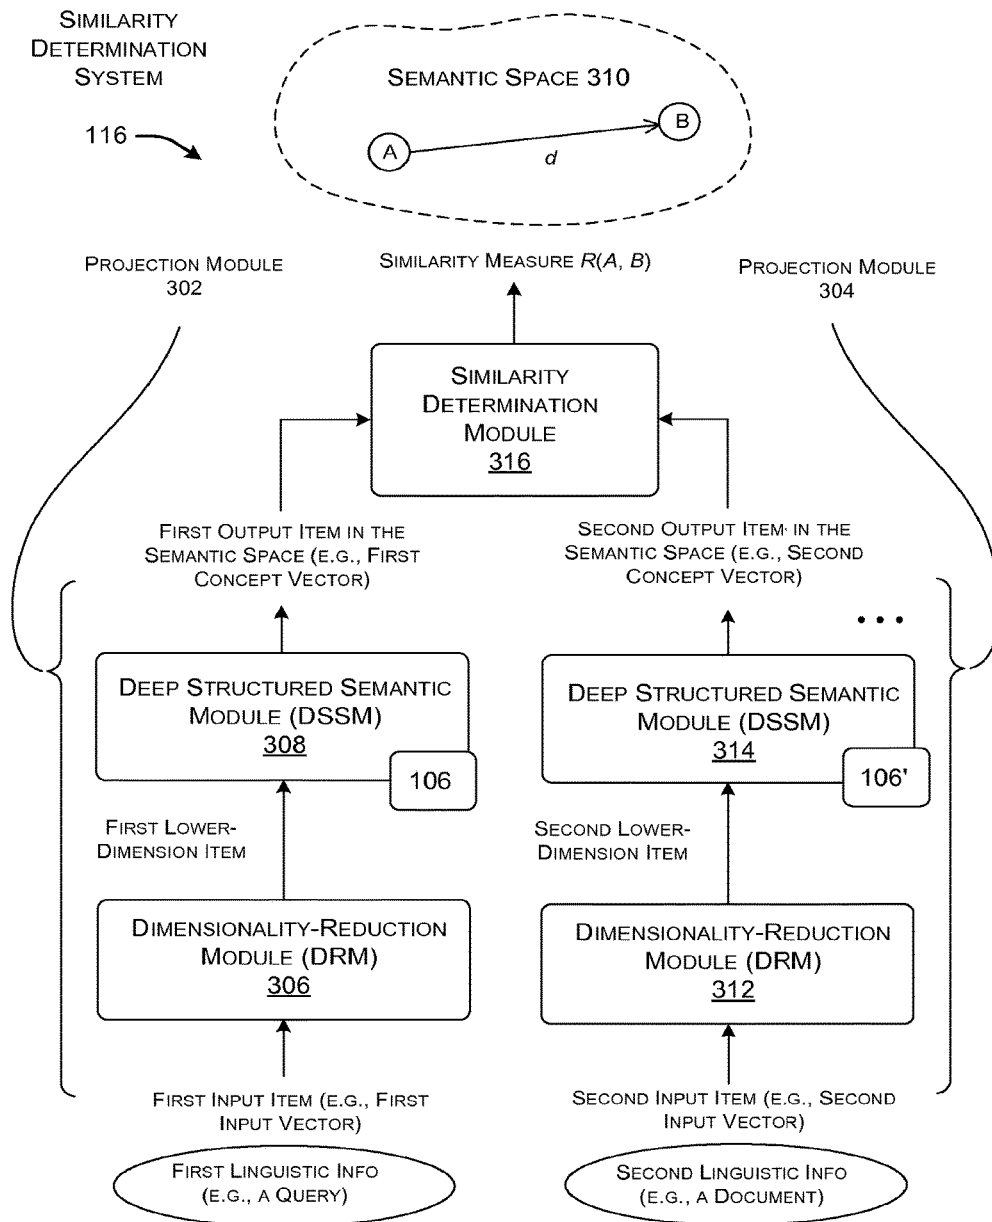 SIMILARITY
DETERMINATION
SYSTEM
116
SEMANTIC SPACE 310
A
B
d
PROJECTION MODULE
302
SIMILARITY MEASURE R(A, B)
PROJECTION MODULE
304
SIMILARITY
DETERMINATION
MODULE
316
FIRST OUTPUT ITEM IN THE
SEMANTIC SPACE (E.G., FIRST
CONCEPT VECTOR)
SECOND OUTPUT ITEM IN THE
SEMANTIC SPACE (E.G., SECOND
CONCEPT VECTOR)
• • •
DEEP STRUCTURED SEMANTIC
MODULE (DSSM)
308
106
DEEP STRUCTURED SEMANTIC
MODULE (DSSM)
314
106'
FIRST LOWER-
DIMENSION ITEM
SECOND LOWER-
DIMENSION ITEM
DIMENSIONALITY-REDUCTION
MODULE (DRM)
306
DIMENSIONALITY-REDUCTION
MODULE (DRM)
312
FIRST INPUT ITEM (E.G., FIRST
INPUT VECTOR)
SECOND INPUT ITEM (E.G., SECOND
INPUT VECTOR)
FIRST LINGUISTIC INFO
(E.G., A QUERY)
SECOND LINGUISTIC INFO
(E.G., A DOCUMENT)